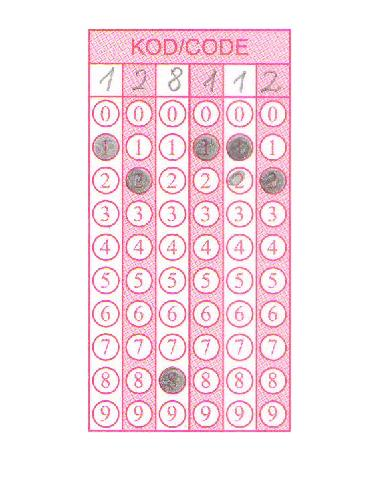 KOD/CODE
1 2 8 1 1 2
0 0 0 0 0 0
1 1 1 1 1 1
2 2 2 2 2 2
3 3 3 3 3 3
4 4 4 4 4 4
5 5 5 5 5 5
6 6 6 6 6 6
7 7 7 7 7 7
8 8 8 8 8 8
9 9 9 9 9 9